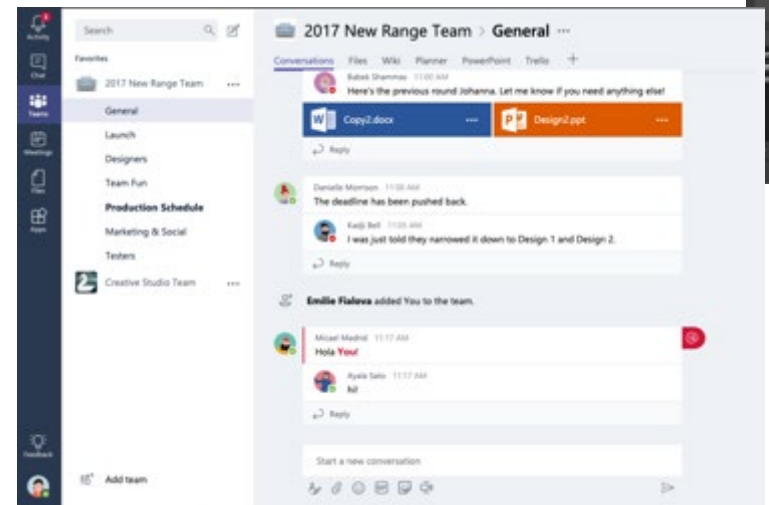 Activity
Chat
Teams
Meetings
Files
Apps
Feedback
Search
Favorites
2017 New Range Team
General
Launch
Designers
Team Fun
Production Schedule
Marketing & Social
Testers
Creative Studio Team
Add team
2017 New Range Team > General
Conversations Files Wiki Planner PowerPoint Trello +
Babak Shammas 11:00 AM
Here's the previous round Johanna. Let me know if you need anything else!
Copy2.docx
Design2.ppt
Reply
Danielle Morrison 11:08 AM
The deadline has been pushed back.
Kadji Bell 11:05 AM
I was just told they narrowed it down to Design 1 and Design 2.
Reply
Emilie Fialova added You to the team.
Micael Madrid 11:17 AM
Hola You!
Ayala Sato 11:17 AM
hi!
Reply
Start a new conversation